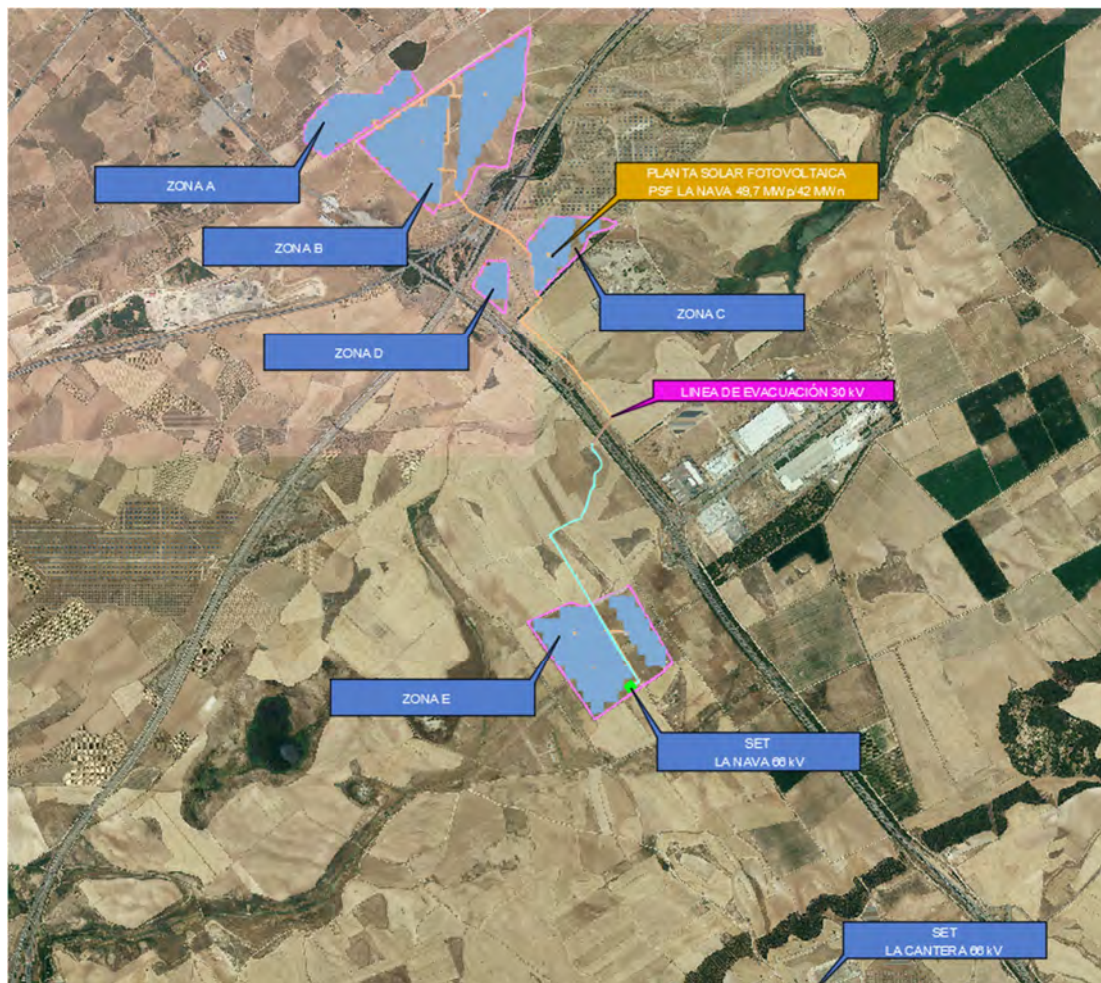 ZONA A
PLANTA SOLAR FOTOVOLTAICA
PSF LA NAVA 49,7 MWp/42 MWn
ZONA B
ZONA C
ZONA D
LINEA DE EVACUACIÓN 30 kV
ZONA E
SET
LA NAVA 66 kV
SET
LA CANTERA 66 kV